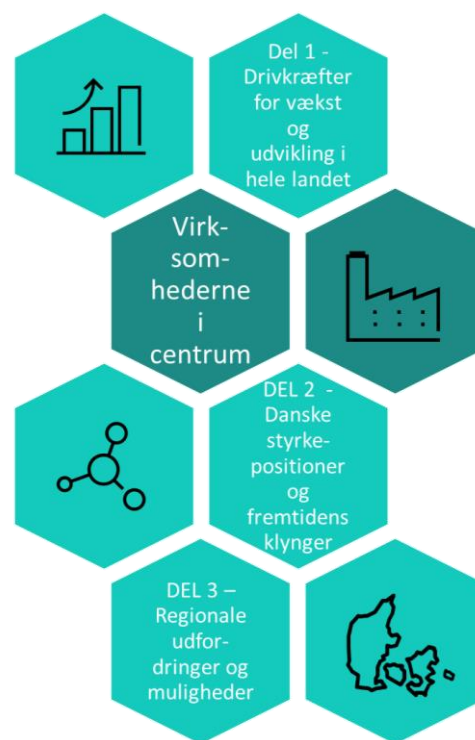 Del 1 -
Drivkræfter
for vækst
og
udvikling i
hele landet
Virk-
som-
hederne
i
centrum
DEL 2 -
Danske
styrke-
positioner
og
fremtidens
klynger
DEL 3 –
Regionale
udfor-
dringer og
muligheder